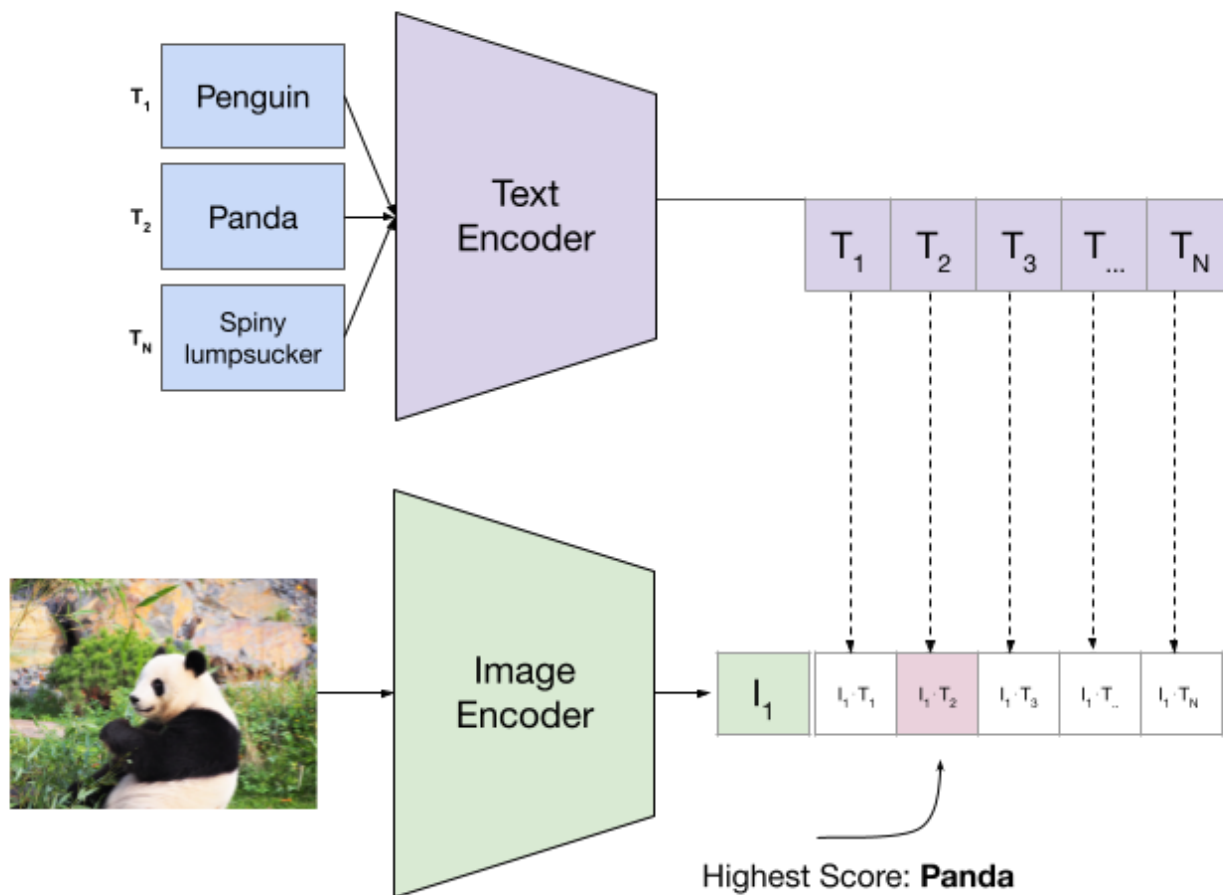 T1 Penguin
T2 Panda
TN Spiny
lumpsucker
Text
Encoder
T1 T2 T3 T... TN
Image
Encoder
I1 I1 · T1 I1 · T2 I1 · T3 I1 · T.. I1 · TN
Highest Score: Panda